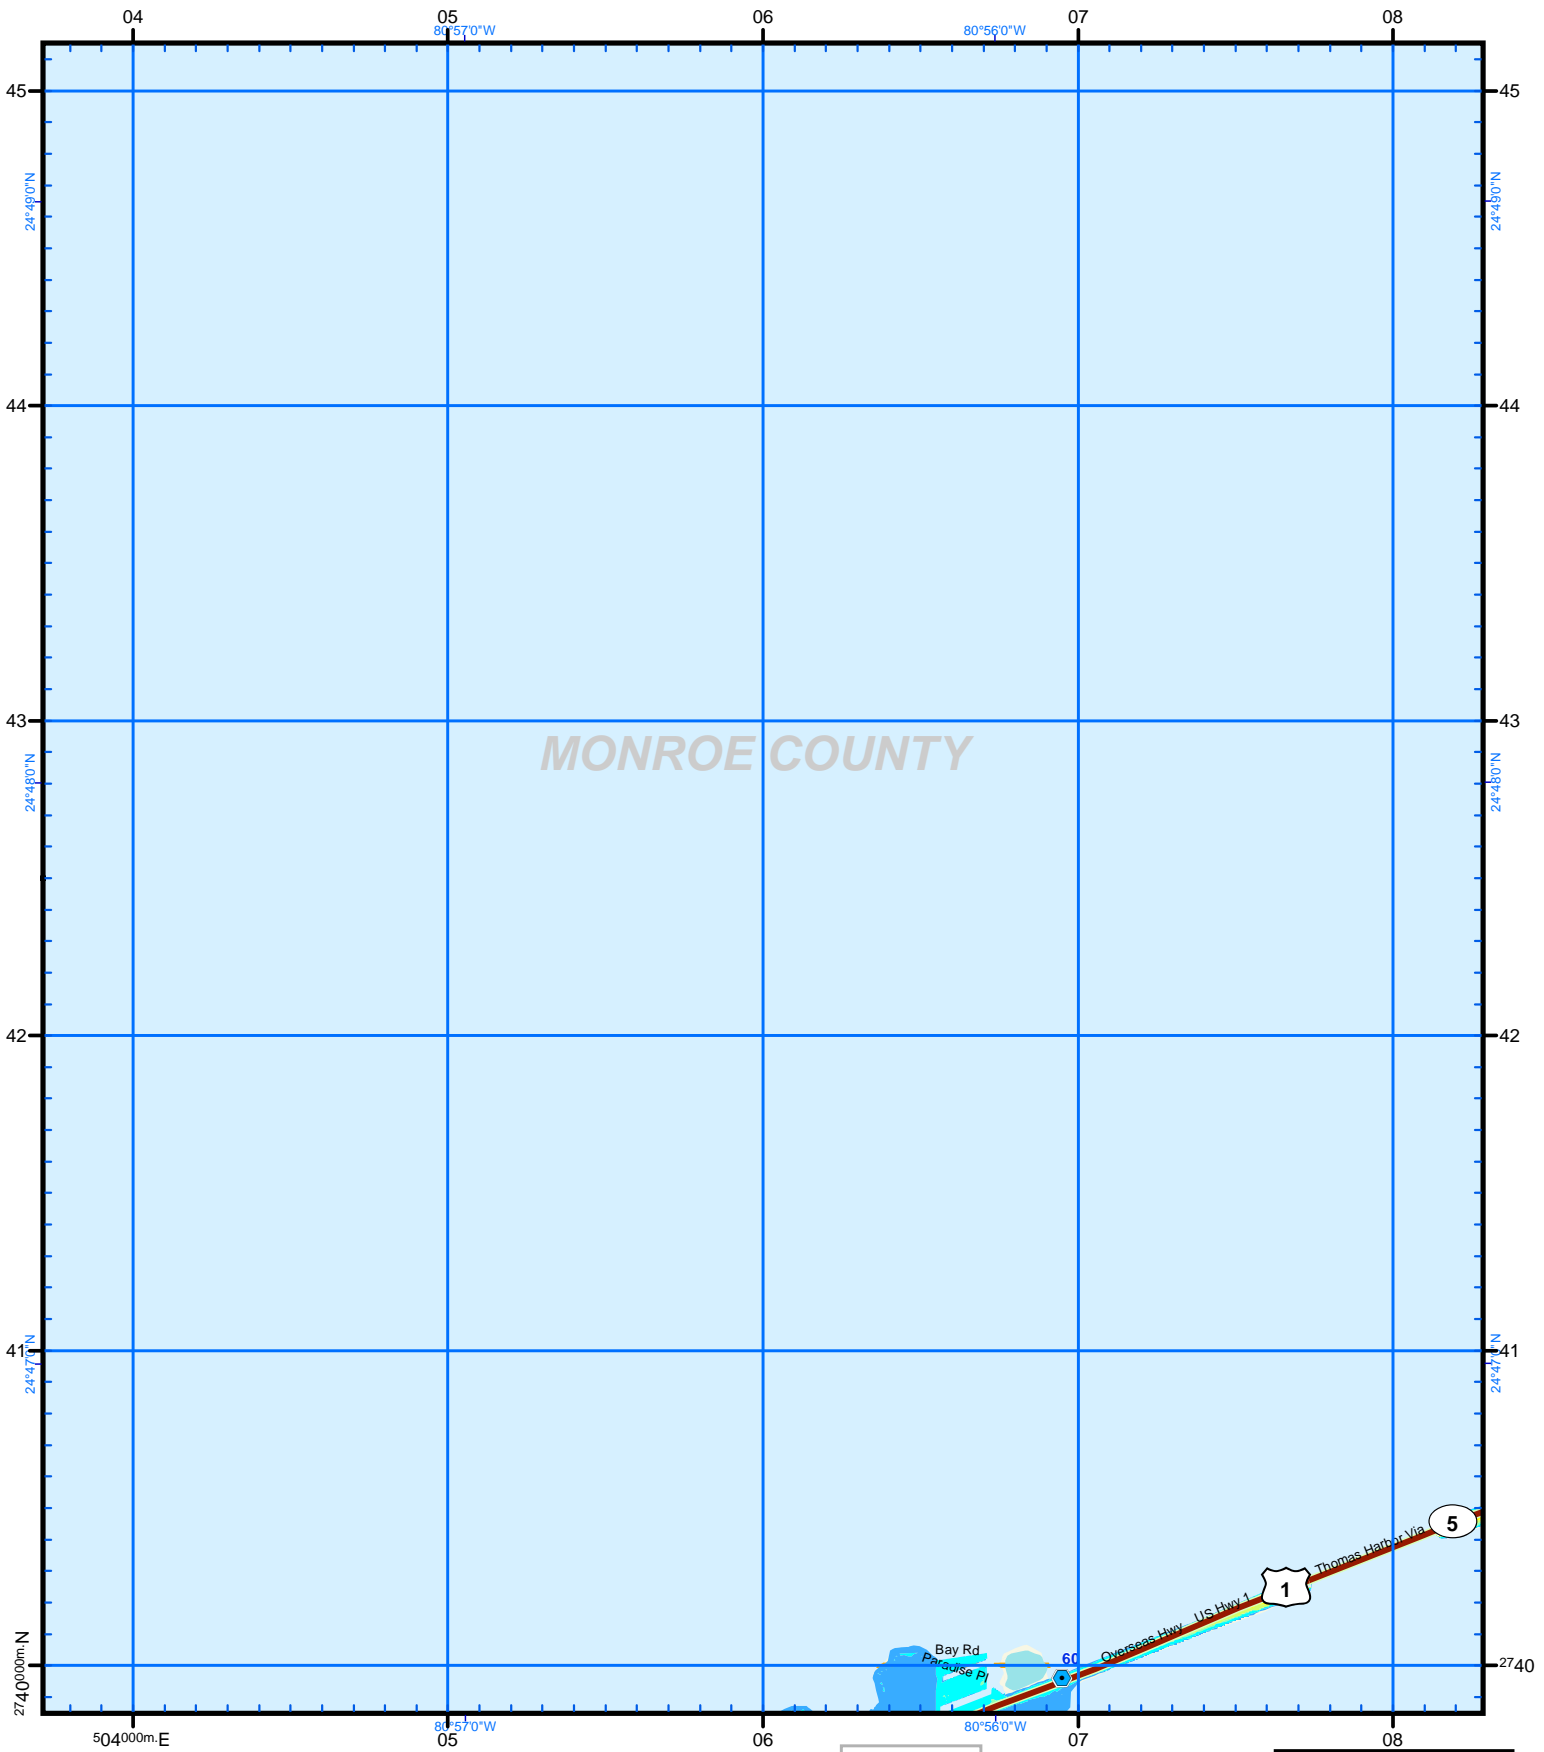 04 05 06 07 08
80°57'0"W 80°56'0"W
45 45
24°49'0"N 24°49'0"N
44 44
43 43
MONROE COUNTY
24°48'0"N 24°48'0"N
42 42
41 41
24°47'0"N 24°47'0"N
5
Thomas Harbor Via
1
US Hwy 1
Overseas Hwy
Bay Rd
60
Paradise Pl
2740000m.N 2740
80°57'0"W 80°56'0"W
504000m.E 05 06 07 08